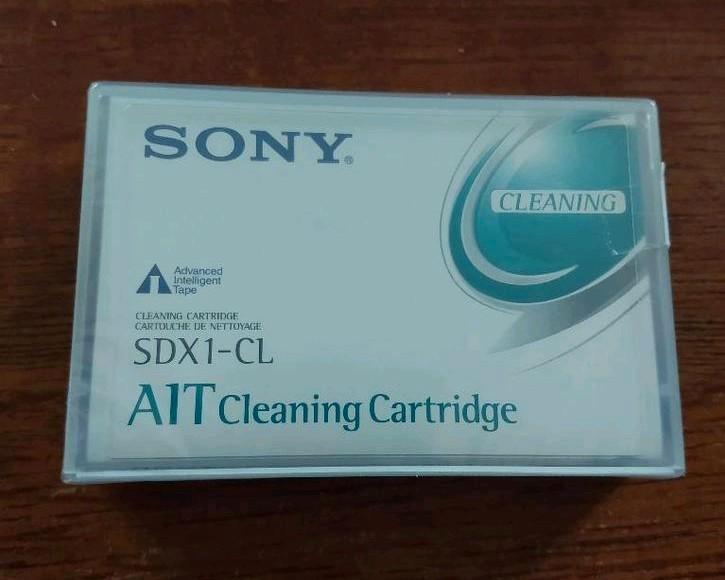 SONY®
CLEANING
Advanced
Intelligent
Tape
CLEANING CARTRIDGE
CARTOUCHE DE NETTOYAGE
SDX1-CL
AIT Cleaning Cartridge